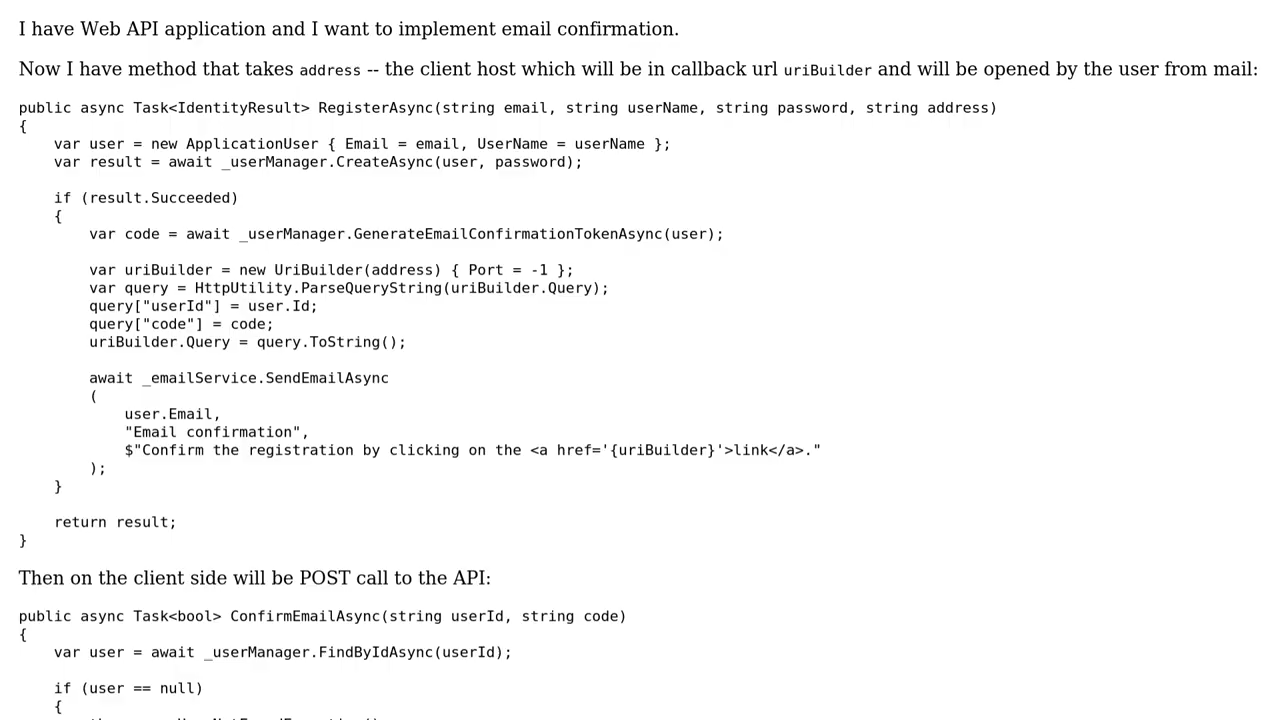 I have Web API application and I want to implement email confirmation.
Now I have method that takes address -- the client host which will be in callback url uriBuilder and will be opened by the user from mail:
public async Task<IdentityResult> RegisterAsync(string email, string userName, string password, string address)
{
    var user = new ApplicationUser { Email = email, UserName = userName };
    var result = await _userManager.CreateAsync(user, password);

    if (result.Succeeded)
    {
        var code = await _userManager.GenerateEmailConfirmationTokenAsync(user);

        var uriBuilder = new UriBuilder(address) { Port = -1 };
        var query = HttpUtility.ParseQueryString(uriBuilder.Query);
        query["userId"] = user.Id;
        query["code"] = code;
        uriBuilder.Query = query.ToString();

        await _emailService.SendEmailAsync
        (
            user.Email,
            "Email confirmation",
            $"Confirm the registration by clicking on the <a href='{uriBuilder}'>link</a>."
        );
    }

    return result;
}
Then on the client side will be POST call to the API:
public async Task<bool> ConfirmEmailAsync(string userId, string code)
{
    var user = await _userManager.FindByIdAsync(userId);

    if (user == null)
    {